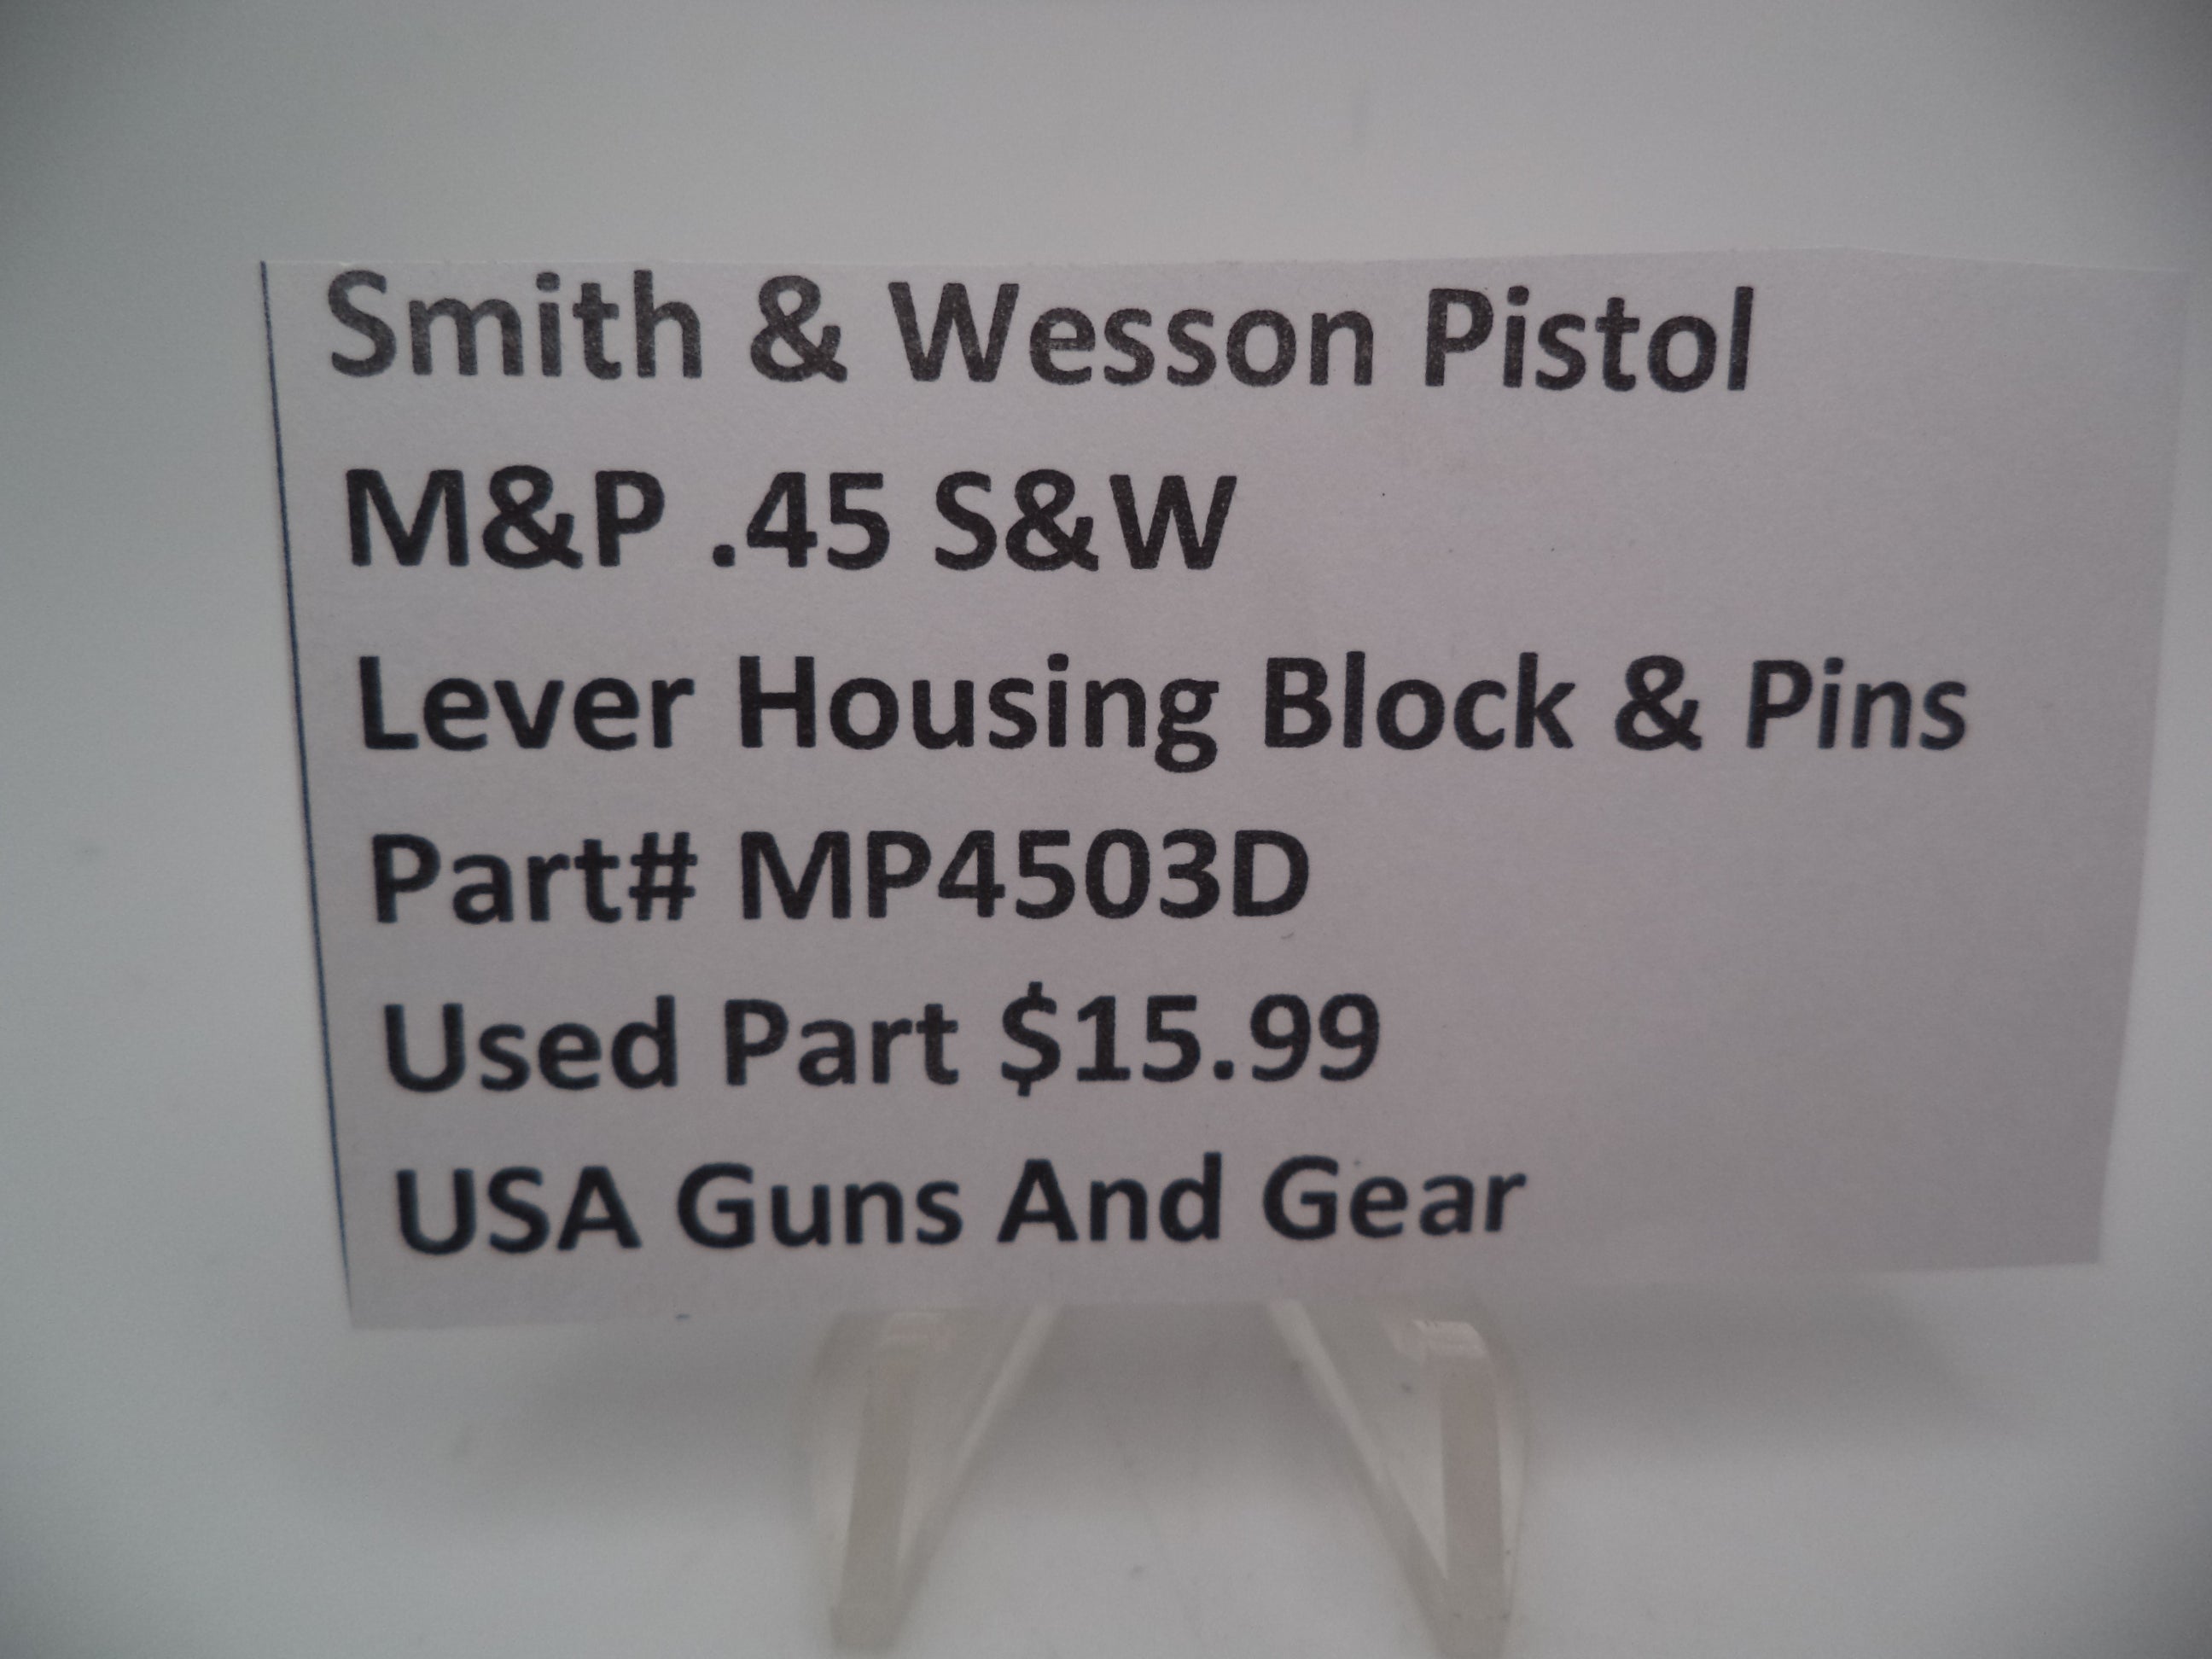 Smith & Wesson Pistol
M&P .45 S&W
Lever Housing Block & Pins
Part# MP4503D
Used Part $15.99
USA Guns And Gear